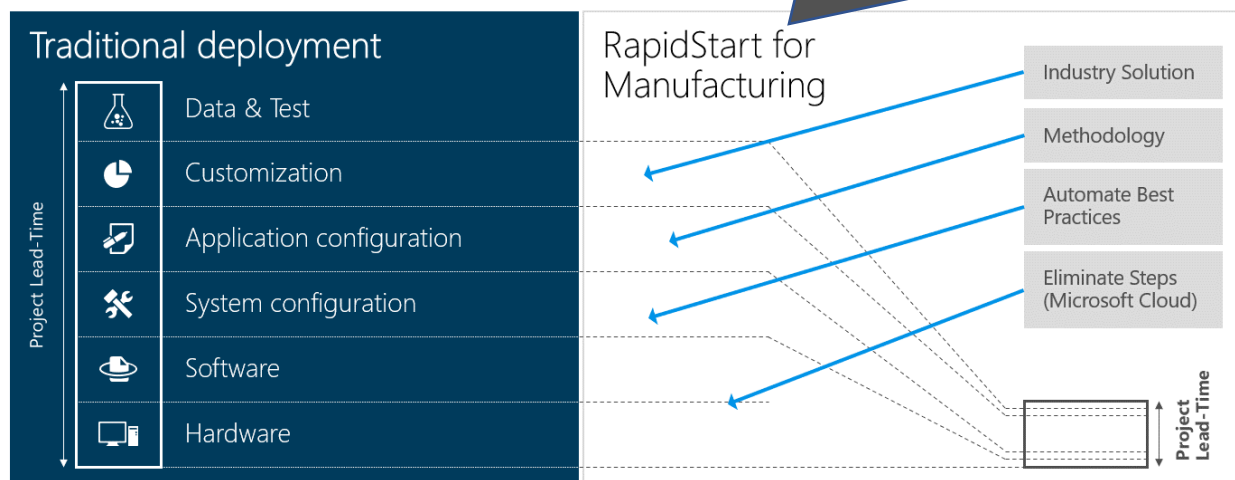 Traditional deployment
Project Lead-Time
Data & Test
Customization
Application configuration
System configuration
Software
Hardware
RapidStart for
Manufacturing
Industry Solution
Methodology
Automate Best
Practices
Eliminate Steps
(Microsoft Cloud)
Project
Lead-Time